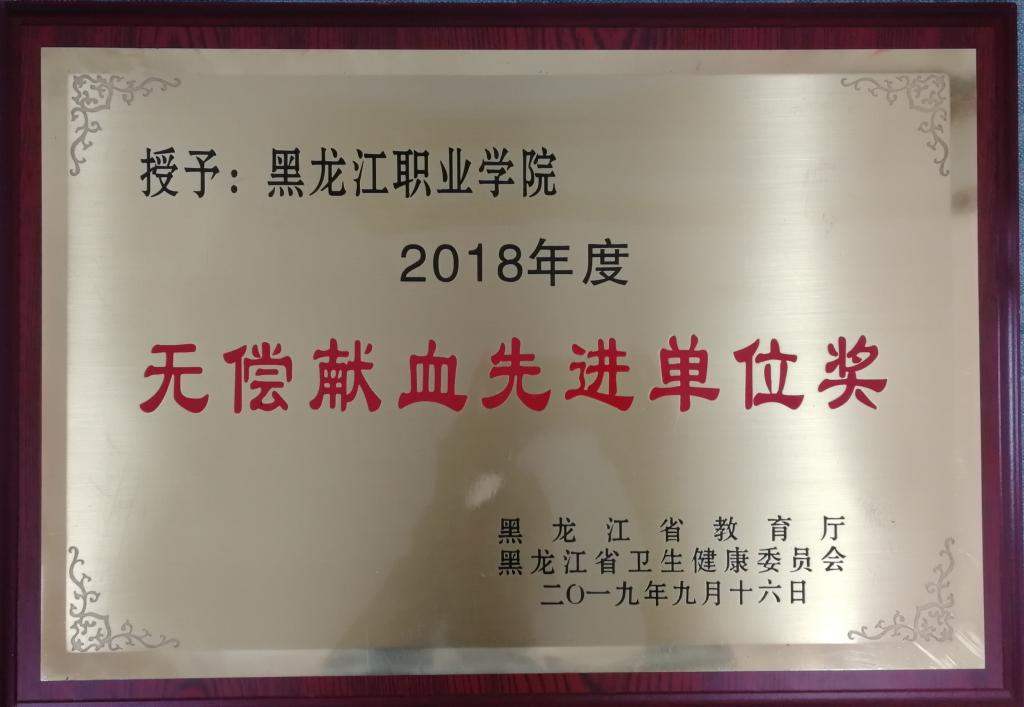 授予：黑龙江职业学院
2018年度
无偿献血先进单位奖
黑龙江省教育厅
黑龙江省卫生健康委员会
二〇一九年九月十六日